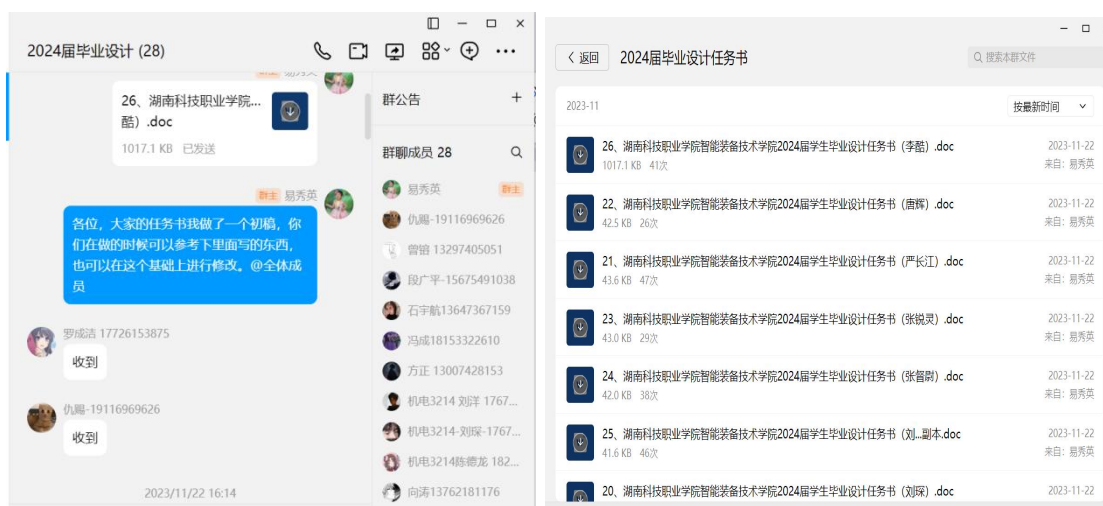 2024届毕业设计 (28)
群主 易秀英
26、湖南科技职业学院...
酷）.doc
1017.1 KB 已发送
群主 易秀英
各位，大家的任务书我做了一个初稿，你
们在做的时候可以参考下里面写的东西，
也可以在这个基础上进行修改。@全体成
员
罗成洁 17726153875
收到
仇赐-19116969626
收到
2023/11/22 16:14
群公告
群聊成员 28
易秀英 群主
仇赐-19116969626
曾锫 13297405051
段广平-15675491038
石宇航13647367159
冯成18153322610
方正 13007428153
机电3214 刘洋 1767...
机电3214-刘琛-1767...
机电3214陈德龙 182...
向涛13762181176
返回
2024届毕业设计任务书
搜索本群文件
2023-11
按最新时间
26、湖南科技职业学院智能装备技术学院2024届学生毕业设计任务书（李酷）.doc
2023-11-22
1017.1 KB 41次
来自: 易秀英
22、湖南科技职业学院智能装备技术学院2024届学生毕业设计任务书（唐辉）.doc
2023-11-22
42.5 KB 26次
来自: 易秀英
21、湖南科技职业学院智能装备技术学院2024届学生毕业设计任务书（严长江）.doc
2023-11-22
43.6 KB 47次
来自: 易秀英
23、湖南科技职业学院智能装备技术学院2024届学生毕业设计任务书（张锐灵）.doc
2023-11-22
43.0 KB 29次
来自: 易秀英
24、湖南科技职业学院智能装备技术学院2024届学生毕业设计任务书（张督尉）.doc
2023-11-22
42.0 KB 38次
来自: 易秀英
25、湖南科技职业学院智能装备技术学院2024届学生毕业设计任务书（刘...副本.doc
2023-11-22
41.6 KB 46次
来自: 易秀英
20、湖南科技职业学院智能装备技术学院2024届学生毕业设计任务书（刘琛）.doc
2023-11-22